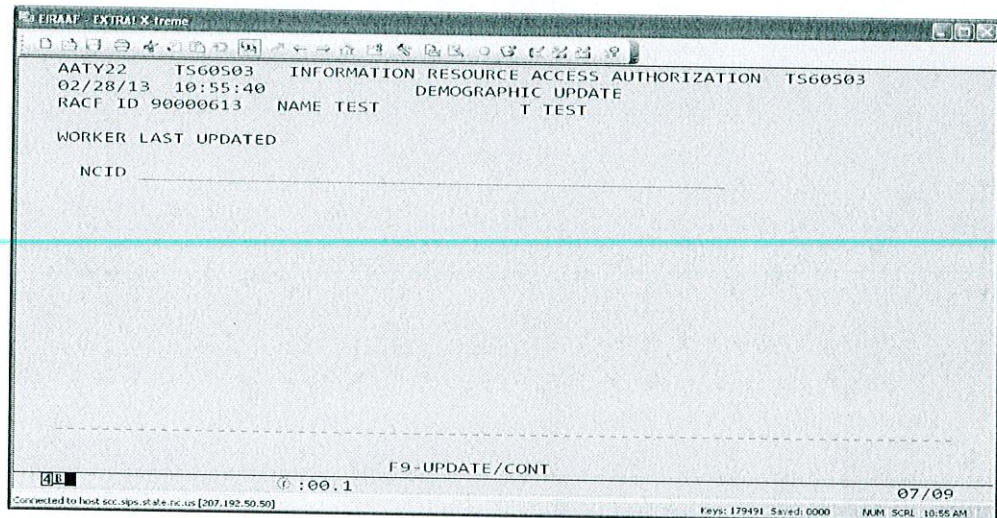 EIRAAF - EXTRA! X-treme
AATY22 TS60S03 INFORMATION RESOURCE ACCESS AUTHORIZATION TS60S03
02/28/13 10:55:40 DEMOGRAPHIC UPDATE
RACF ID 90000613 NAME TEST T TEST
WORKER LAST UPDATED
NCID
F9-UPDATE/CONT
4B :00.1 07/09
Connected to host scc.sips.state.nc.us [207.192.50.50] Keys: 179491 Saved: 0000 NUM SCRL 10:55 AM